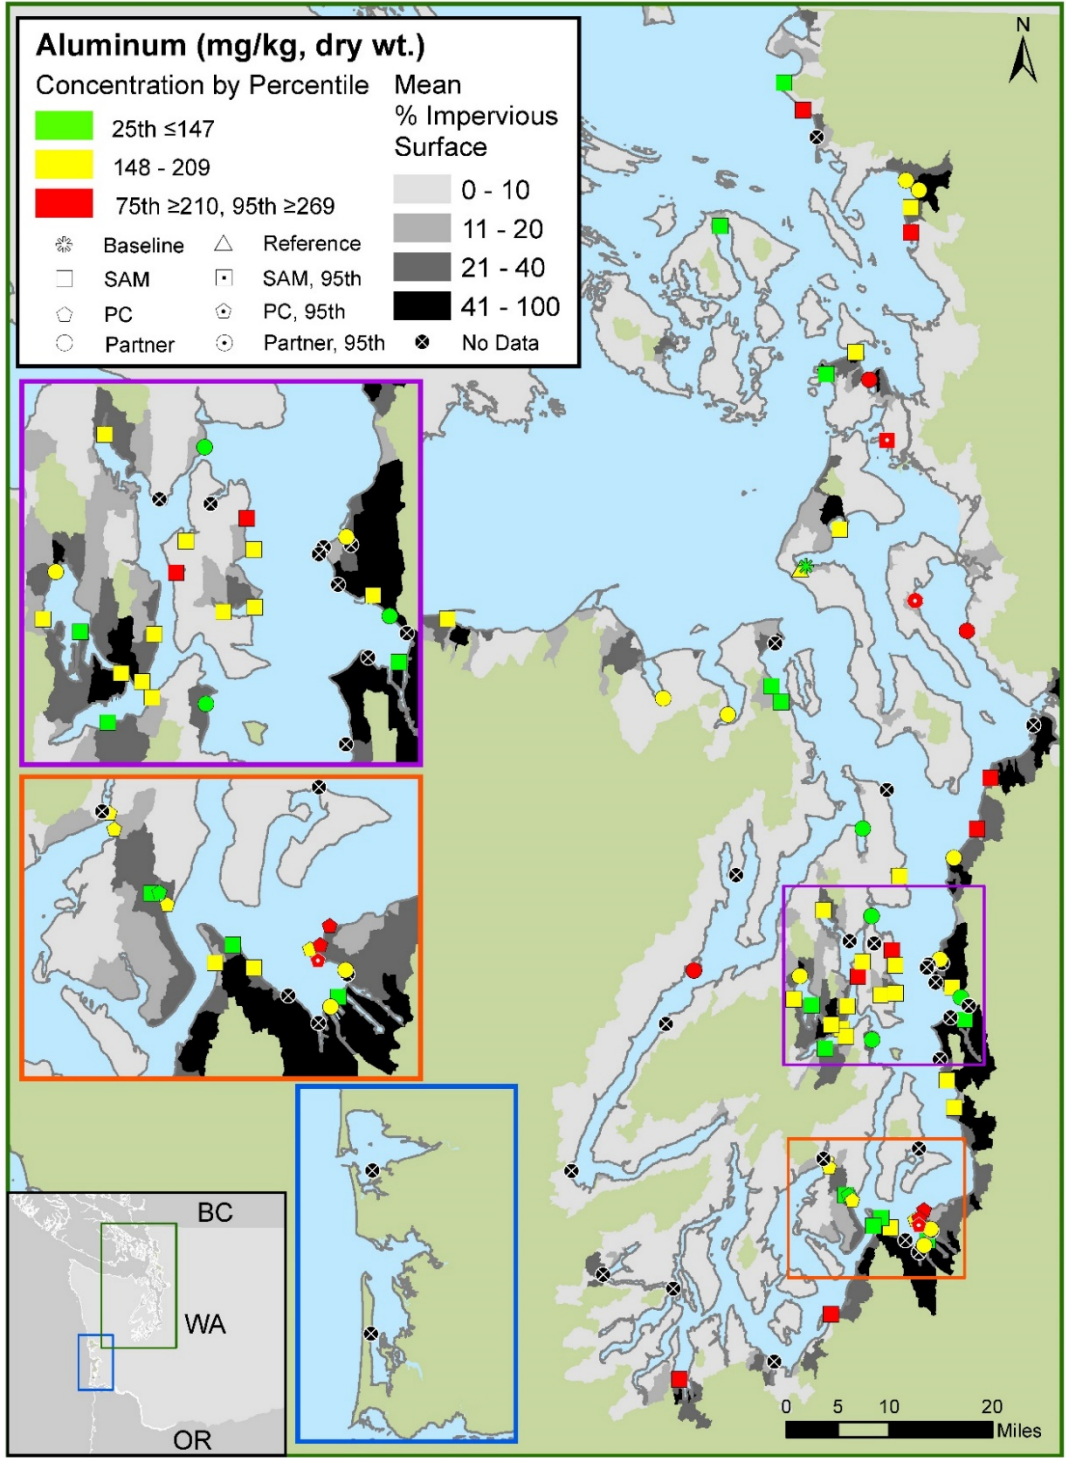 Aluminum (mg/kg, dry wt.)
Concentration by Percentile
25th ≤147
148 - 209
75th ≥210, 95th ≥269
Baseline
Reference
SAM
SAM, 95th
PC
PC, 95th
Partner
Partner, 95th
Mean
% Impervious
Surface
0 - 10
11 - 20
21 - 40
41 - 100
No Data
N
BC
WA
OR
0 5 10 20
Miles